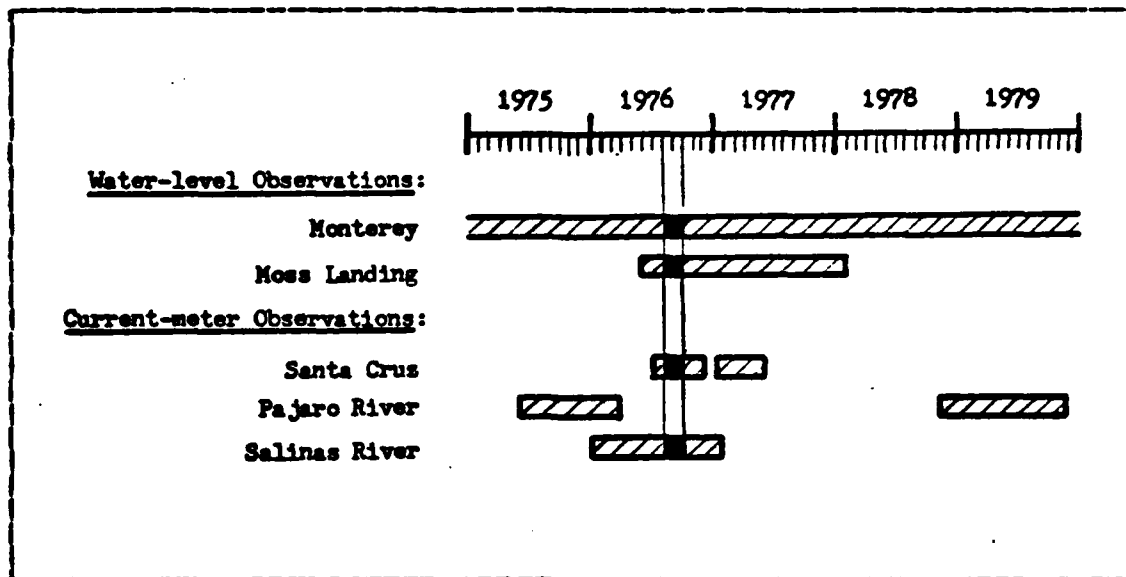 1975 1976 1977 1978 1979
Water-level Observations:
Monterey
Moss Landing
Current-meter Observations:
Santa Cruz
Pajaro River
Salinas River